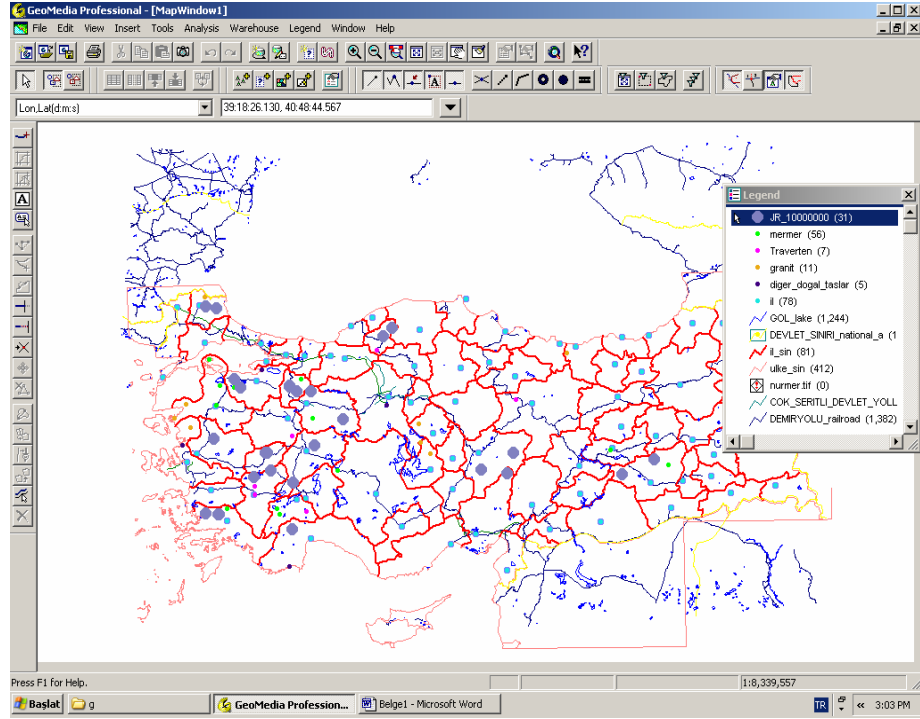 GeoMedia Professional - [MapWindow1]
File Edit View Insert Tools Analysis Warehouse Legend Window Help
Lon,Lat(d:m:s) 39:18:26.130, 40:48:44.567
Legend
JR_10000000 (31)
mermer (56)
Traverten (7)
granit (11)
diger_dogal_taslar (5)
il (78)
GOL_lake (1,244)
DEVLET_SINIRI_national_a (1
il_sin (81)
ulke_sin (412)
nurmer.tif (0)
COK_SERITLI_DEVLET_YOLL
DEMIRYOLU_railroad (1,382)
Press F1 for Help. 1:8,339,557
Başlat g GeoMedia Profession... Belge1 - Microsoft Word TR « 3:03 PM